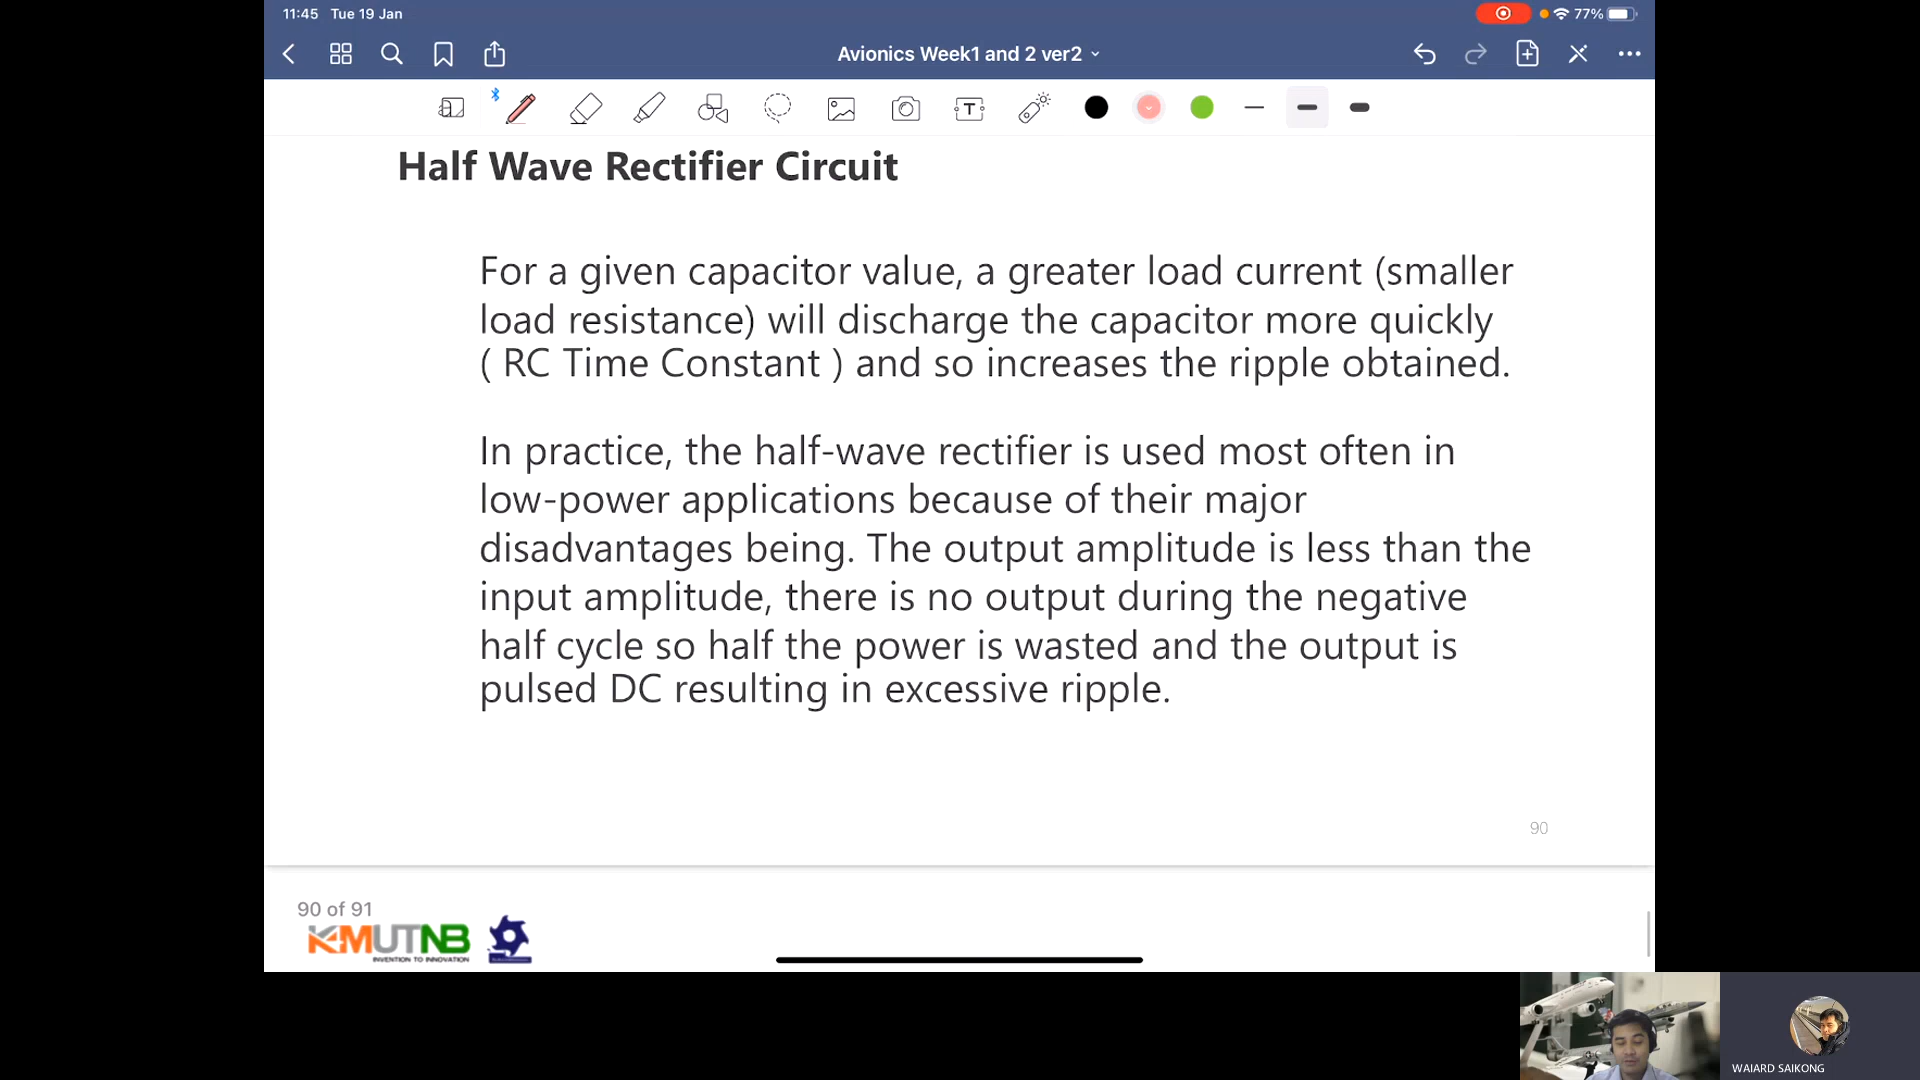 11:45 Tue 19 Jan
77%
Avionics Week1 and 2 ver2
T
Half Wave Rectifier Circuit
For a given capacitor value, a greater load current (smaller
load resistance) will discharge the capacitor more quickly
( RC Time Constant ) and so increases the ripple obtained.
In practice, the half-wave rectifier is used most often in
low-power applications because of their major
disadvantages being. The output amplitude is less than the
input amplitude, there is no output during the negative
half cycle so half the power is wasted and the output is
pulsed DC resulting in excessive ripple.
90
90 of 91
KMUTNB
INVENTION TO INNOVATION
WAIARD SAIKONG